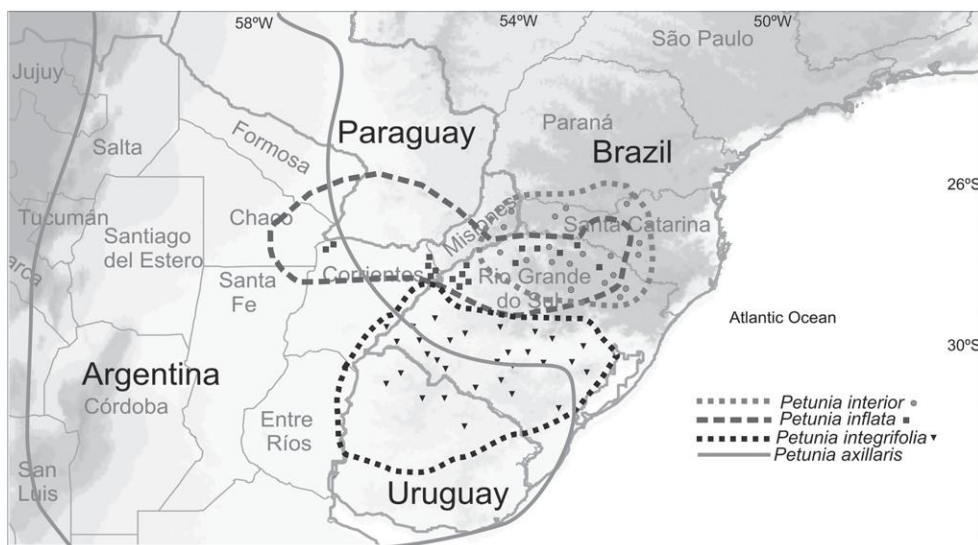 58ºW
54ºW
50ºW
São Paulo
Jujuy
Paraguay
Paraná
Formosa
Brazil
Salta
26ºS
Chaco
Misiones
Tucumán
Santa Catarina
Santiago
del Estero
arca
Corrientes
Santa
Fe
Rio Grande
do Sul
Atlantic Ocean
30ºS
Argentina
Córdoba
Petunia interior
Petunia inflata
Entre
Ríos
Petunia integrifolia
Petunia axillaris
San
Luis
Uruguay